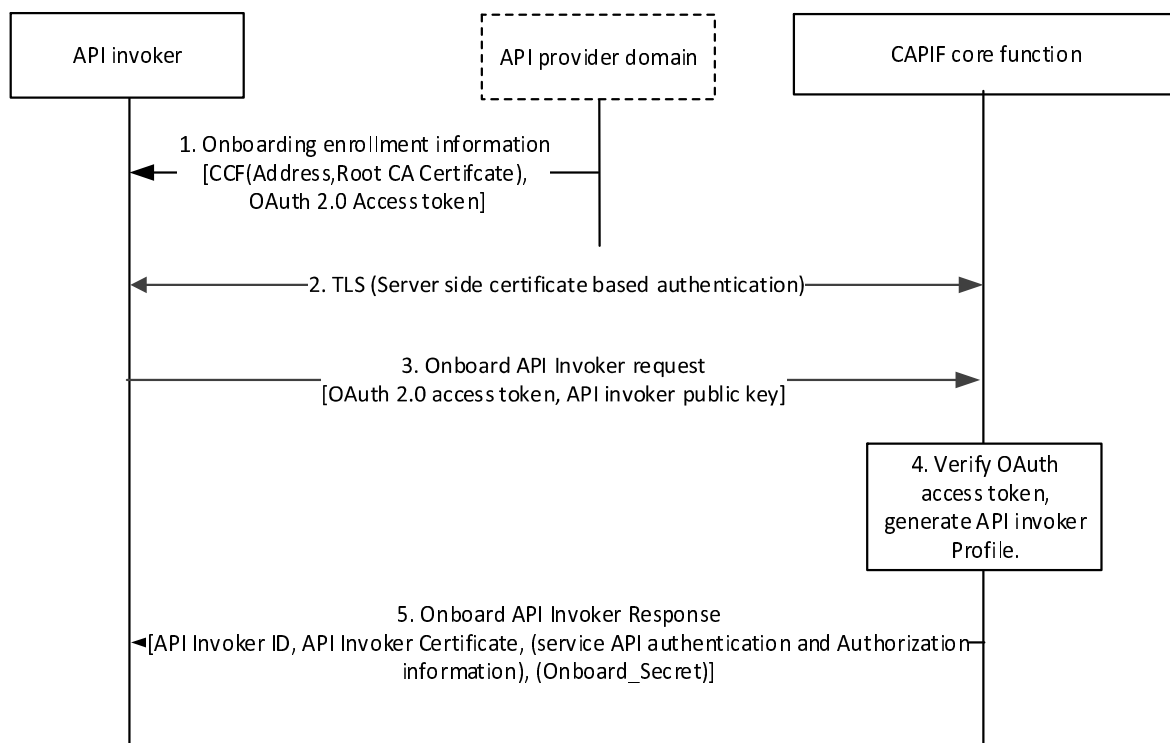 API invoker
API provider domain
CAPIF core function
1. Onboarding enrollment information
[CCF(Address,Root CA Certifcate),
OAuth 2.0 Access token]
2. TLS (Server side certificate based authentication)
3. Onboard API Invoker request
[OAuth 2.0 access token, API invoker public key]
4. Verify OAuth
access token,
generate API invoker
Profile.
5. Onboard API Invoker Response
[API Invoker ID, API Invoker Certificate, (service API authentication and Authorization
information), (Onboard_Secret)]